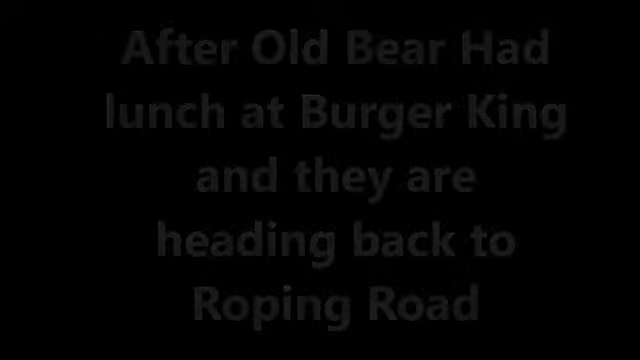 After Old Bear Had
lunch at Burger King
and they are
heading back to
Roping Road